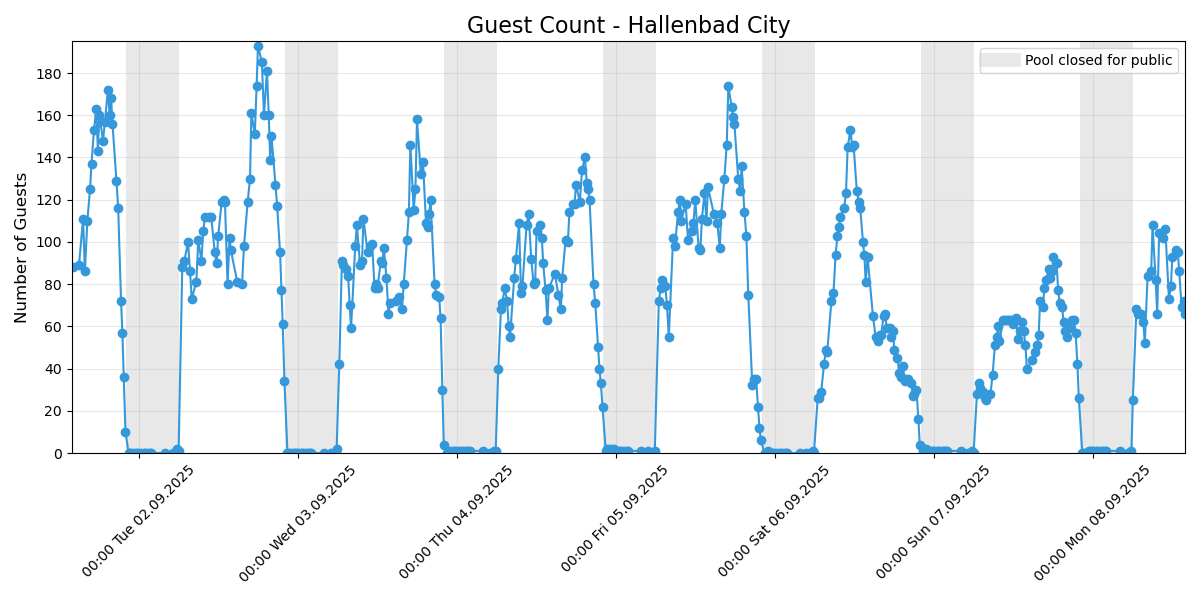 Guest Count - Hallenbad City
Pool closed for public
Number of Guests
180
160
140
120
100
80
60
40
20
0
00:00 Tue 02.09.2025
00:00 Wed 03.09.2025
00:00 Thu 04.09.2025
00:00 Fri 05.09.2025
00:00 Sat 06.09.2025
00:00 Sun 07.09.2025
00:00 Mon 08.09.2025